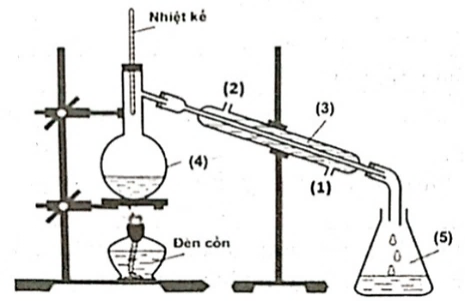 Nhiệt kế
(2)
(3)
(4)
(1)
(5)
Đèn cồn